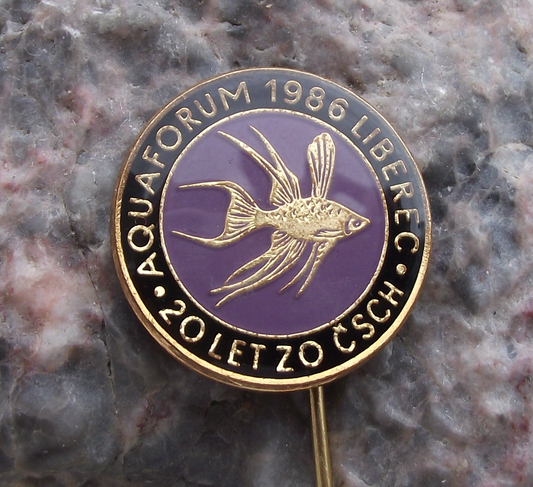 AQUAFORUM 1986 LIBEREC
• 20 LET ZO ČSCH •